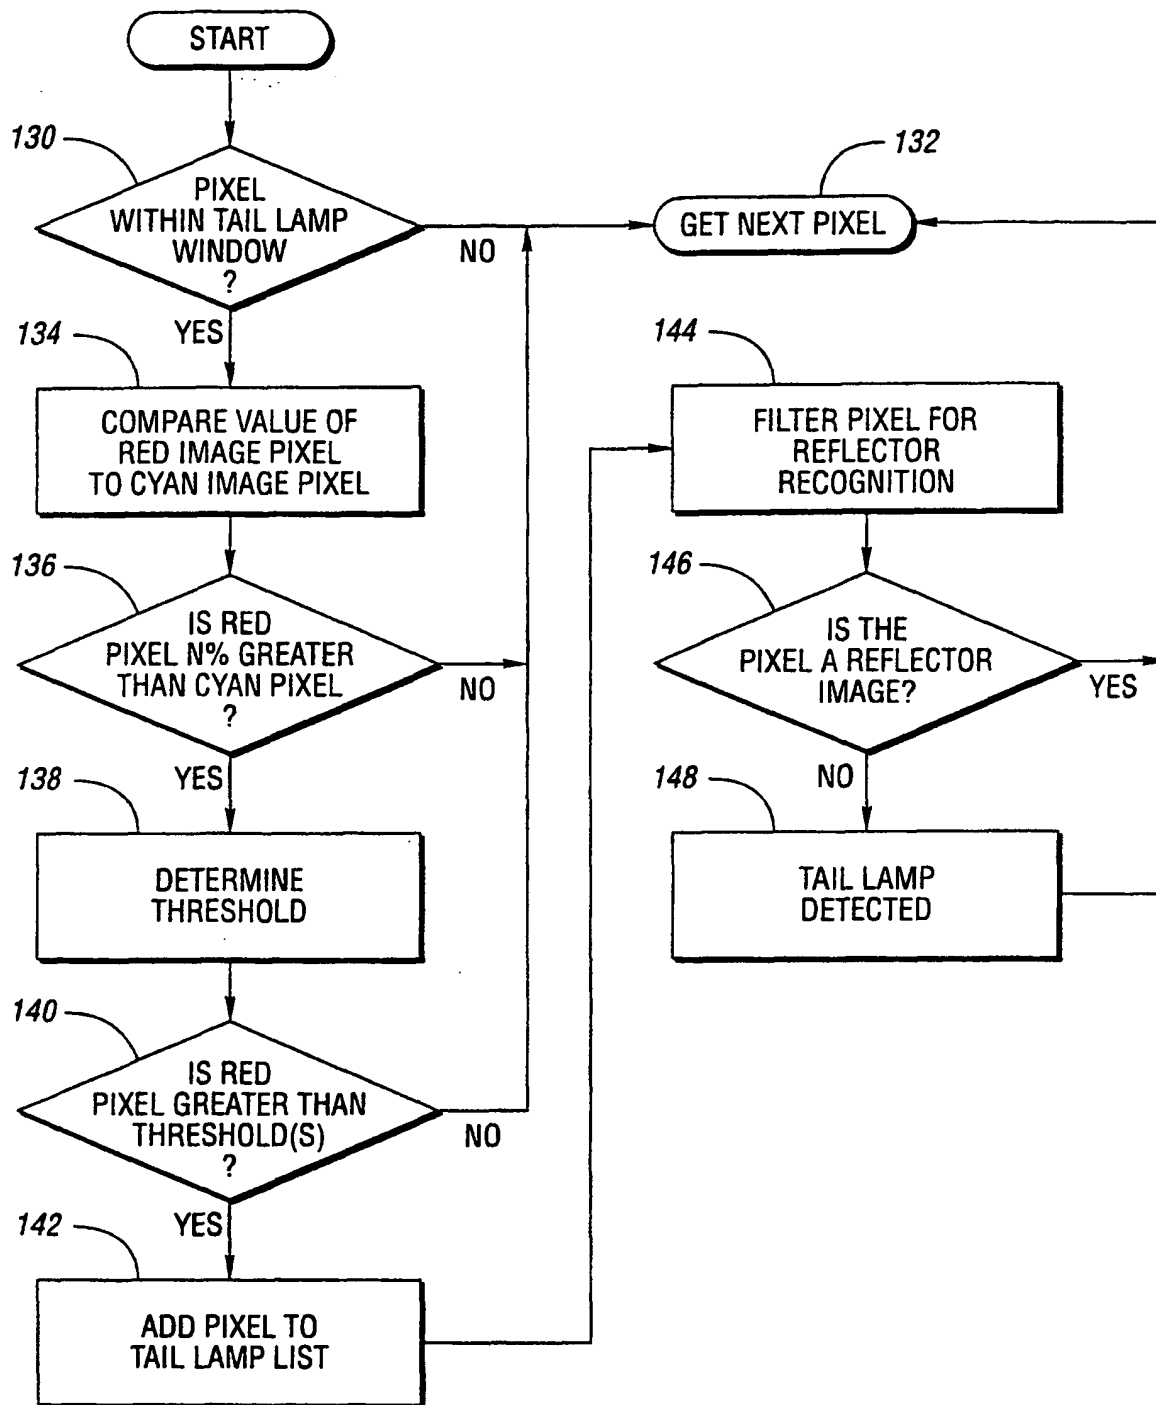 START
130
PIXEL
WITHIN TAIL LAMP
WINDOW
?
NO
YES
132
GET NEXT PIXEL
134
COMPARE VALUE OF
RED IMAGE PIXEL
TO CYAN IMAGE PIXEL
136
IS RED
PIXEL N% GREATER
THAN CYAN PIXEL
?
NO
YES
138
DETERMINE
THRESHOLD
140
IS RED
PIXEL GREATER THAN
THRESHOLD(S)
?
NO
YES
142
ADD PIXEL TO
TAIL LAMP LIST
144
FILTER PIXEL FOR
REFLECTOR
RECOGNITION
146
IS THE
PIXEL A REFLECTOR
IMAGE?
YES
NO
148
TAIL LAMP
DETECTED